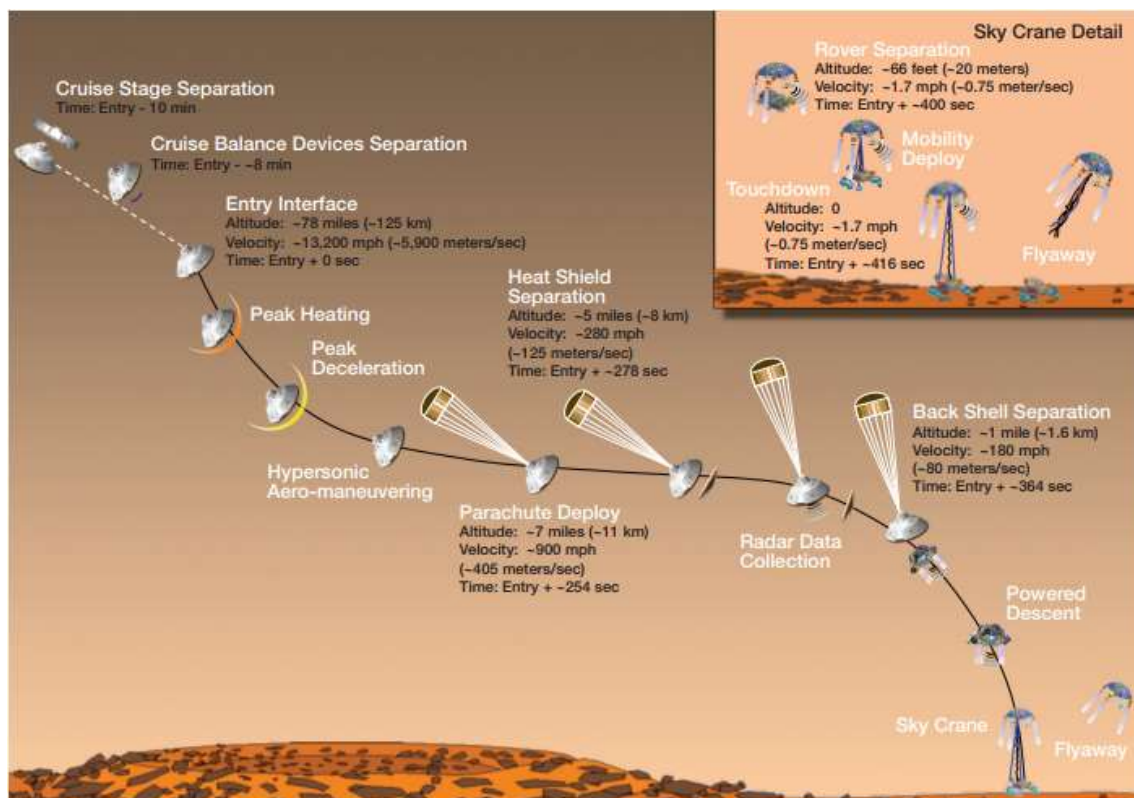 Sky Crane Detail
Rover Separation
Altitude: ~66 feet (~20 meters)
Velocity: ~1.7 mph (~0.75 meter/sec)
Time: Entry + ~400 sec
Mobility
Deploy
Touchdown
Altitude: 0
Velocity: ~1.7 mph
(~0.75 meter/sec)
Time: Entry + ~416 sec
Flyaway
Cruise Stage Separation
Time: Entry - 10 min
Cruise Balance Devices Separation
Time: Entry - ~8 min
Entry Interface
Altitude: ~78 miles (~125 km)
Velocity: ~13,200 mph (~5,900 meters/sec)
Time: Entry + 0 sec
Peak Heating
Peak
Deceleration
Hypersonic
Aero-maneuvering
Parachute Deploy
Altitude: ~7 miles (~11 km)
Velocity: ~900 mph
(~405 meters/sec)
Time: Entry + ~254 sec
Heat Shield
Separation
Altitude: ~5 miles (~8 km)
Velocity: ~280 mph
(~125 meters/sec)
Time: Entry + ~278 sec
Radar Data
Collection
Back Shell Separation
Altitude: ~1 mile (~1.6 km)
Velocity: ~180 mph
(~80 meters/sec)
Time: Entry + ~364 sec
Powered
Descent
Sky Crane
Flyaway